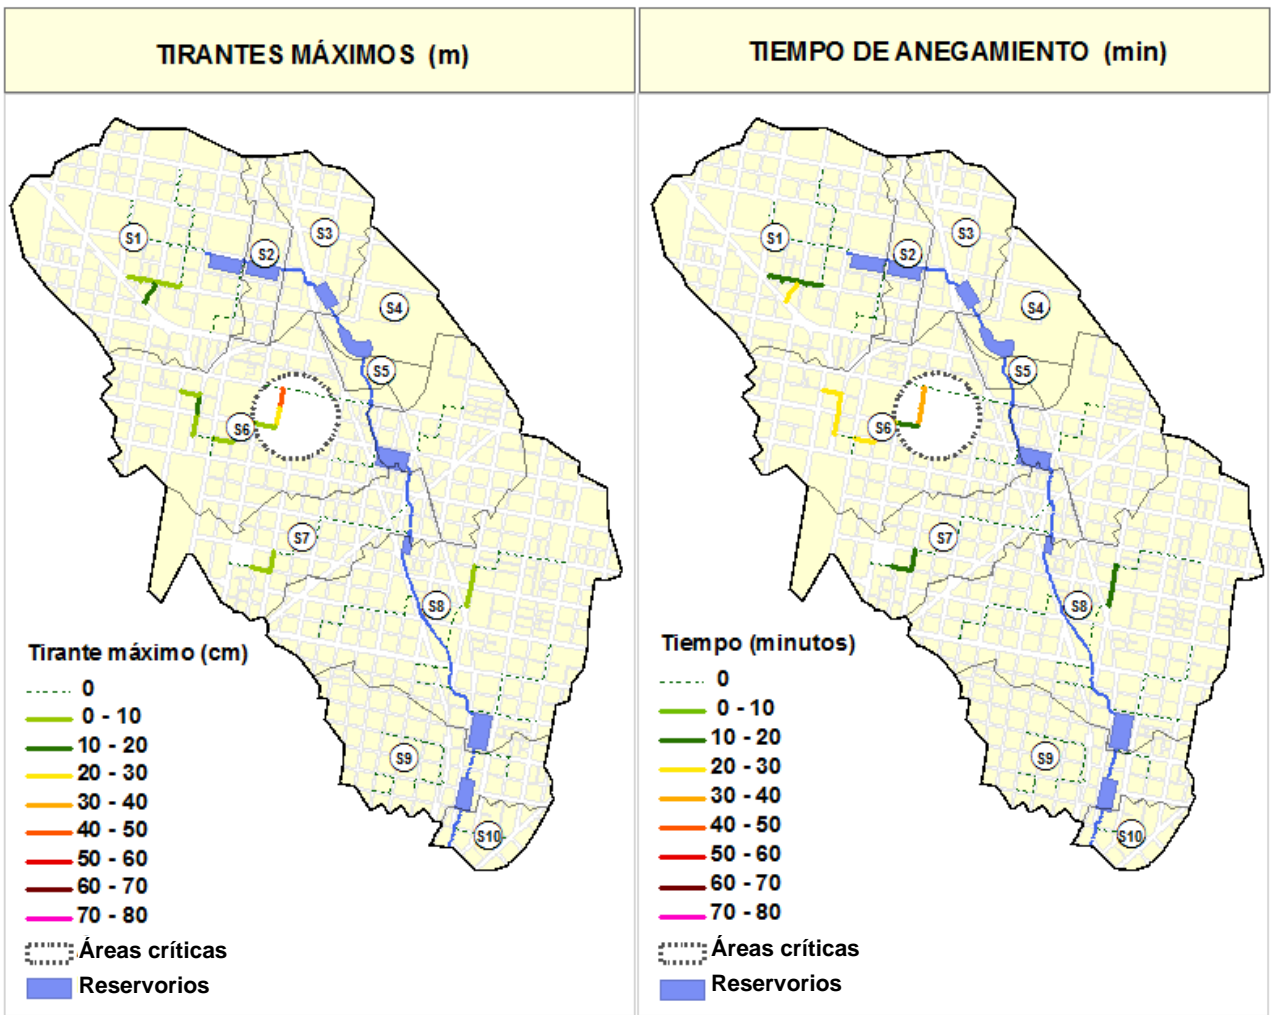 TIRANTES MÁXIMOS (m)
S1
S2
S3
S4
S5
S6
S7
S8
S9
S10
Tirante máximo (cm)
0
0 - 10
10 - 20
20 - 30
30 - 40
40 - 50
50 - 60
60 - 70
70 - 80
Áreas críticas
Reservorios
TIEMPO DE ANEGAMIENTO (min)
S1
S2
S3
S4
S5
S6
S7
S8
S9
S10
Tiempo (minutos)
0
0 - 10
10 - 20
20 - 30
30 - 40
40 - 50
50 - 60
60 - 70
70 - 80
Áreas críticas
Reservorios